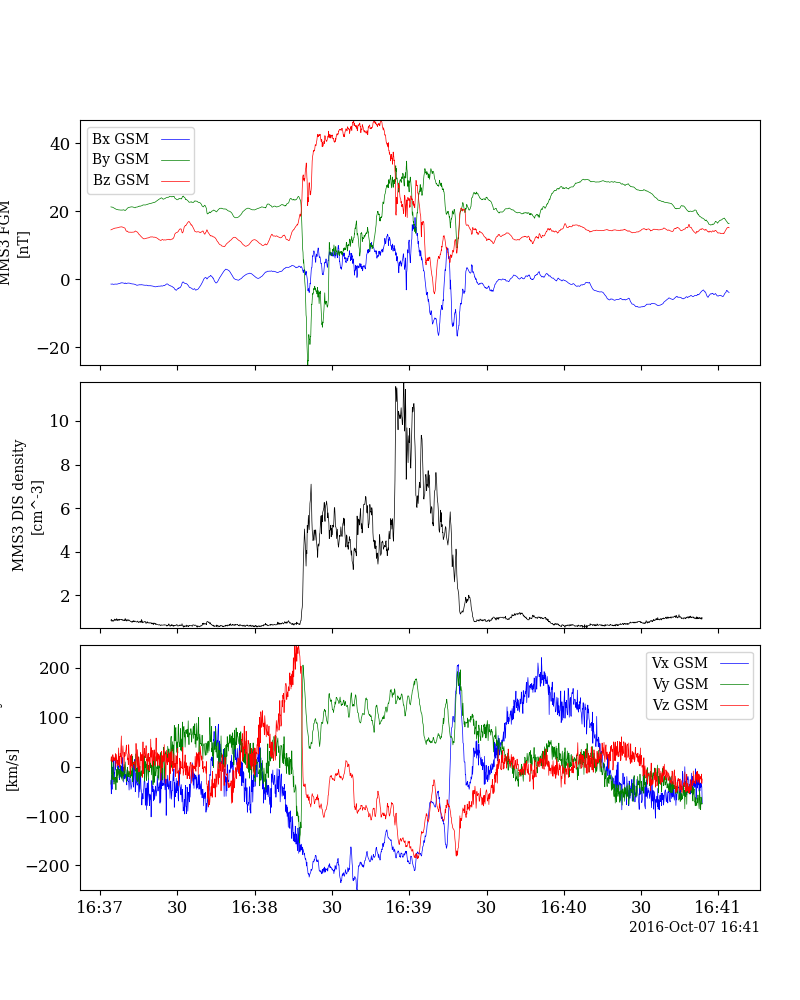 MMS3 FGM
[nT]
40
20
0
−20
Bx GSM
By GSM
Bz GSM
MMS3 DIS density
[cm^-3]
10
8
6
4
2
[km/s]
200
100
0
−100
−200
Vx GSM
Vy GSM
Vz GSM
16:37 30 16:38 30 16:39 30 16:40 30 16:41
2016-Oct-07 16:41